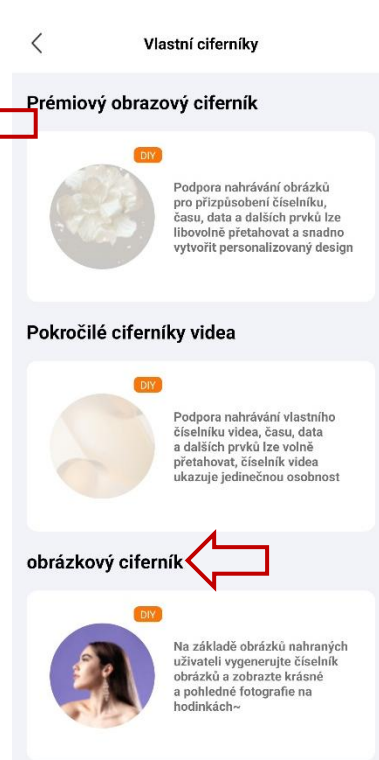 Vlastní ciferníky
Prémiový obrazový ciferník
DIY
Podpora nahrávání obrázků
pro přizpůsobení číselníku,
času, data a dalších prvků lze
libovolně přetahovat a snadno
vytvořit personalizovaný design
Pokročilé ciferníky videa
DIY
Podpora nahrávání vlastního
číselníku videa, času, data
a dalších prvků lze volně
přetahovat, číselník videa
ukazuje jedinečnou osobnost
obrázkový ciferník
DIY
Na základě obrázků nahraných
uživateli vygenerujte číselník
obrázků a zobrazte krásné
a pohledné fotografie na
hodinkách~